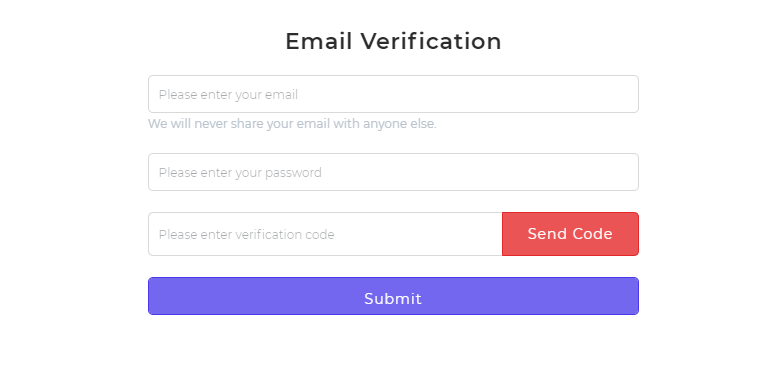 Email Verification
Please enter your email
We will never share your email with anyone else.
Please enter your password
Please enter verification code
Send Code
Submit